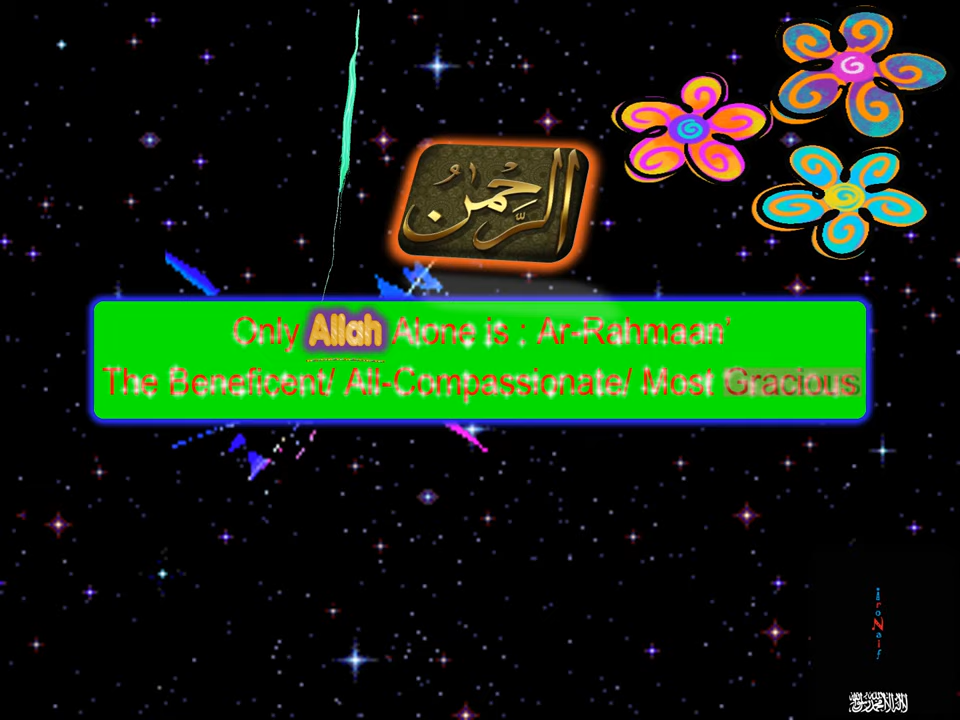 الرَّحْمٰنُ
Only Allah Alone is : Ar-Rahmaan'
The Beneficent/ All-Compassionate/ Most Gracious